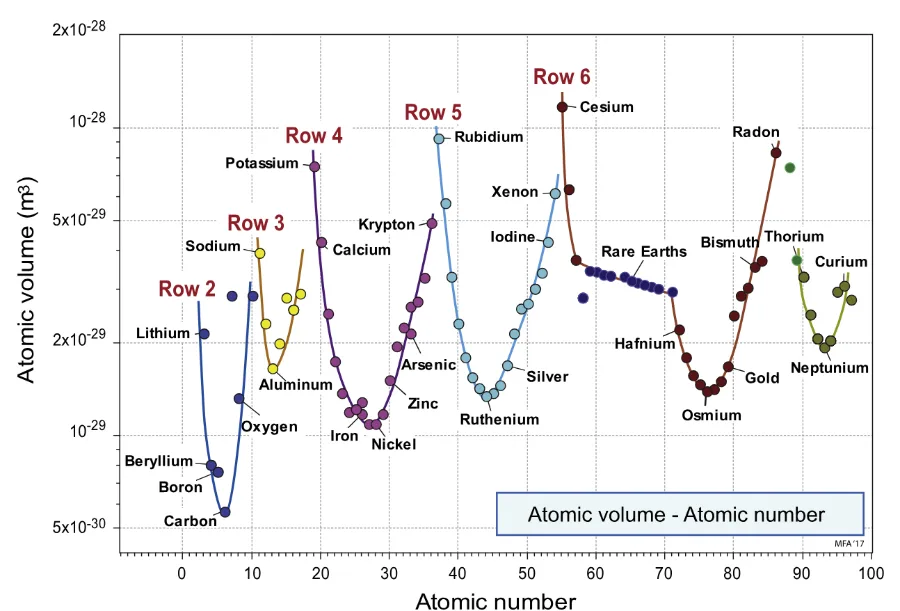 2x10-28
10-28
5x10-29
2x10-29
10-29
5x10-30
Atomic volume (m3)
Row 2
Row 3
Row 4
Row 5
Row 6
Lithium
Beryllium
Boron
Carbon
Oxygen
Sodium
Aluminum
Potassium
Calcium
Iron
Nickel
Zinc
Arsenic
Krypton
Rubidium
Ruthenium
Silver
Iodine
Xenon
Cesium
Rare Earths
Hafnium
Osmium
Gold
Bismuth
Radon
Thorium
Neptunium
Curium
Atomic volume - Atomic number
MFA '17
0 10 20 30 40 50 60 70 80 90 100
Atomic number